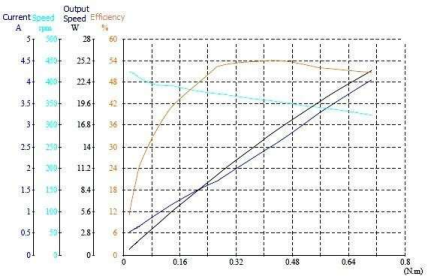 Current Speed Output Speed Efficiency
A rpm W %
5 500 28 60
4.5 450 25.2 54
4 400 22.4 48
3.5 350 19.6 42
3 300 16.8 36
2.5 250 14 30
2 200 11.2 24
1.5 150 8.4 18
1 100 5.6 12
0.5 50 2.8 6
0 0 0 0
0.16 0.32 0.48 0.64 0.8
(N.m)